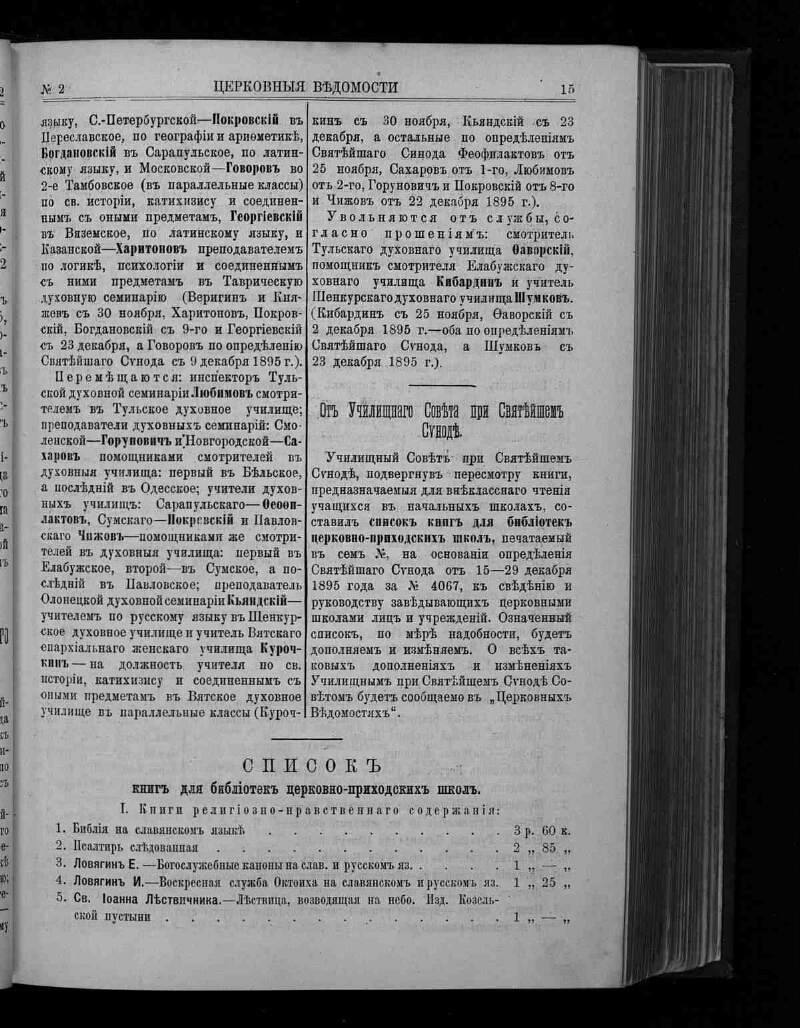 № 2
ЦЕРКОВНЫЯ ВѢДОМОСТИ
15
языку, С.-Петербургской—Покровскій въ
Переславское, по географіи и ариѳметикѣ,
Богдановскій въ Сарапульское, по латин-
скому языку, и Московской—Говоровъ во
2-е Тамбовское (въ параллельные классы)
по св. исторіи, катихизису и соединен-
нымъ съ оными предметамъ, Георгіевскій
въ Вяземское, по латинскому языку, и
Казанской—Харитоновъ преподавателемъ
по логикѣ, психологіи и соединеннымъ
съ ними предметамъ въ Таврическую
духовную семинарію (Веригинъ и Кня-
жевъ съ 30 ноября, Харитоновъ, Покров-
скій, Богдановскій съ 9-го и Георгіевскій
съ 23 декабря, а Говоровъ по опредѣленію
Святѣйшаго Сѵнода съ 9 декабря 1895 г.).
Перемѣщаются: инспекторъ Туль-
ской духовной семинаріи Любимовъ смотри-
телемъ въ Тульское духовное училище;
преподаватели духовныхъ семинарій: Смо-
ленской—Горуновичъ и Новгородской—Са-
харовъ помощниками смотрителей въ
духовныя училища: первый въ Бѣльское,
а послѣдній въ Одесское; учители духов-
ныхъ училищъ: Сарапульскаго—Ѳеофи-
лактовъ, Сумскаго—Покровскій и Павлов-
скаго Чижовъ—помощниками же смотри-
телей въ духовныя училища: первый въ
Елабужское, второй—въ Сумское, а по-
слѣдній въ Павловское; преподаватель
Олонецкой духовной семинаріи Кьяндскій—
учителемъ по русскому языку въ Шенкур-
ское духовное училище и учитель Вятскаго
епархіальнаго женскаго училища Куроч-
кинъ—на должность учителя по св.
исторіи, катихизису и соединеннымъ съ
оными предметамъ въ Вятское духовное
училище въ параллельные классы (Куроч-
кинъ съ 30 ноября, Кьяндскій съ 23
декабря, а остальные по опредѣленіямъ
Святѣйшаго Синода Феофилактовъ отъ
25 ноября, Сахаровъ отъ 1-го, Любимовъ
отъ 2-го, Горуновичъ и Покровскій отъ 8-го
и Чижовъ отъ 22 декабря 1895 г.).
Увольняются отъ службы, со-
гласно прошеніямъ: смотритель
Тульскаго духовнаго училища Ѳаворскій,
помощникъ смотрителя Елабужскаго ду-
ховнаго училища Кибардинъ и учитель
Шенкурскаго духовнаго училища Шумковъ.
(Кибардинъ съ 25 ноября, Ѳаворскій съ
2 декабря 1895 г.—оба по опредѣленіямъ
Святѣйшаго Сѵнода, а Шумковъ съ
23 декабря 1895 г.).
Отъ Училищнаго Совѣта при Святѣйшемъ
Сѵнодѣ.
Училищный Совѣтъ при Святѣйшемъ
Сѵнодѣ, подвергнувъ пересмотру книги,
предназначаемыя для внѣкласснаго чтенія
учащихся въ начальныхъ школахъ, со-
ставилъ списокъ книгъ для библіотекъ
церковно-приходскихъ школъ, печатаемый
въ семъ №, на основаніи опредѣленія
Святѣйшаго Сѵнода отъ 15—29 декабря
1895 года за № 4067, къ свѣдѣнію и
руководству завѣдывающихъ церковными
школами лицъ и учрежденій. Означенный
списокъ, по мѣрѣ надобности, будетъ
дополняемъ и измѣняемъ. О всѣхъ та-
ковыхъ дополненіяхъ и измѣненіяхъ
Училищнымъ при Святѣйшемъ Сѵнодѣ Со-
вѣтомъ будетъ сообщаемо въ „Церковныхъ
Вѣдомостяхъ“.
СПИСОКЪ
книгъ для библіотекъ церковно-приходскихъ школъ.
I. Книги религіозно-нравственнаго содержанія:
1. Библія на славянскомъ языкѣ . . . . . . . . . . 3 р. 60 к.
2. Псалтирь слѣдованная . . . . . . . . . . . . 2 „ 85 „
3. Ловягинъ Е.—Богослужебные каноны на слав. и русскомъ яз. . . . . 1 „ — „
4. Ловягинъ И.—Воскресная служба Октоиха на славянскомъ и русскомъ яз. 1 „ 25 „
5. Св. Іоанна Лѣствичника.—Лѣствица, возводящая на небо. Изд. Козель-
ской пустыни . . . . . . . . . . . . . . 1 „ — „